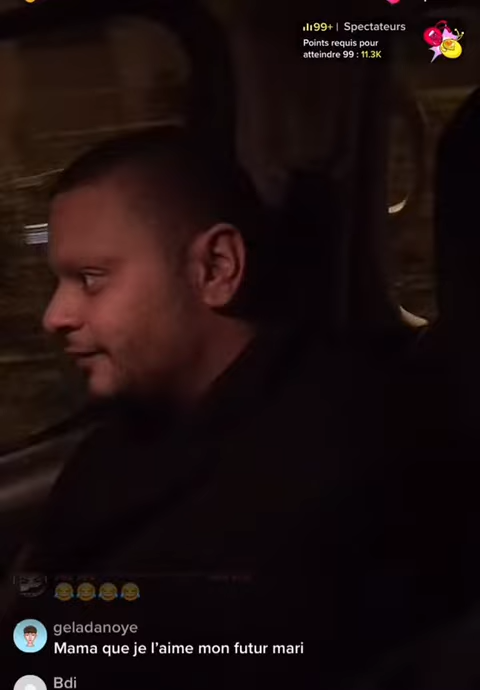 99+ | Spectateurs
Points requis pour
atteindre 99 : 11.3K
geladanoye
Mama que je l'aime mon futur mari
Bdi